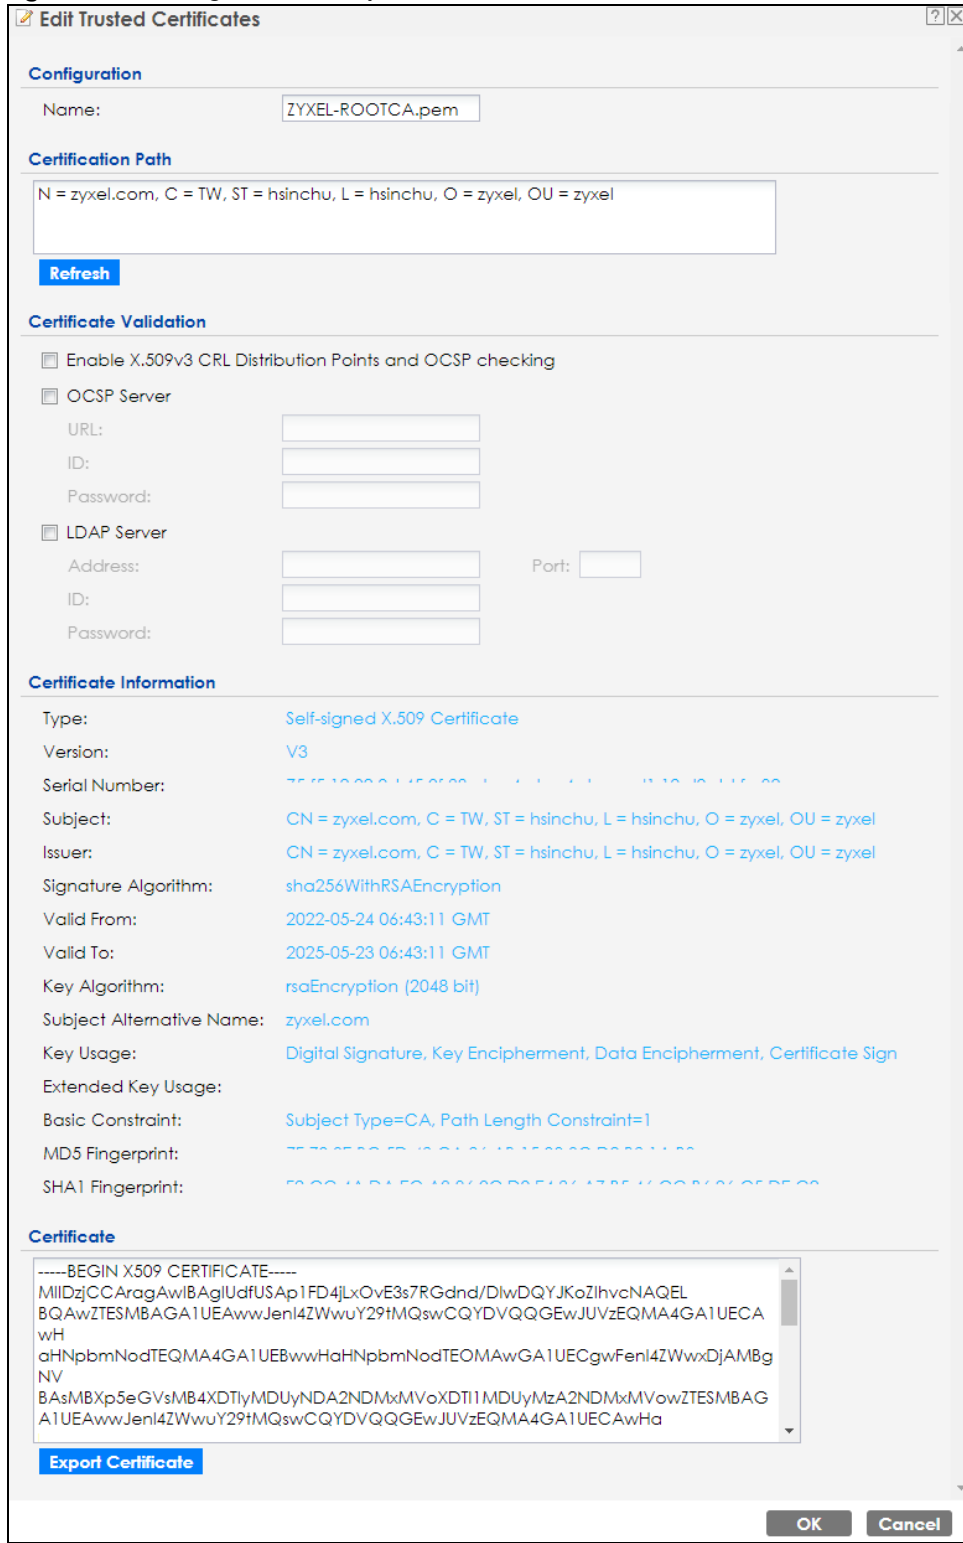 Edit Trusted Certificates
Configuration
Name: ZYXEL-ROOTCA.pem
Certification Path
N = zyxel.com, C = TW, ST = hsinchu, L = hsinchu, O = zyxel, OU = zyxel
Refresh
Certificate Validation
Enable X.509v3 CRL Distribution Points and OCSP checking
OCSP Server
URL:
ID:
Password:
LDAP Server
Address: Port:
ID:
Password:
Certificate Information
Type: Self-signed X.509 Certificate
Version: V3
Serial Number:
Subject: CN = zyxel.com, C = TW, ST = hsinchu, L = hsinchu, O = zyxel, OU = zyxel
Issuer: CN = zyxel.com, C = TW, ST = hsinchu, L = hsinchu, O = zyxel, OU = zyxel
Signature Algorithm: sha256WithRSAEncryption
Valid From: 2022-05-24 06:43:11 GMT
Valid To: 2025-05-23 06:43:11 GMT
Key Algorithm: rsaEncryption (2048 bit)
Subject Alternative Name: zyxel.com
Key Usage: Digital Signature, Key Encipherment, Data Encipherment, Certificate Sign
Extended Key Usage:
Basic Constraint: Subject Type=CA, Path Length Constraint=1
MD5 Fingerprint:
SHA1 Fingerprint:
Certificate
-----BEGIN X509 CERTIFICATE-----
MIIDzjCCAragAwIBAgIUdfUSAp1FD4jLxOvE3s7RGdnd/DIwDQYJKoZIhvcNAQEL
BQAwZTESMBAGA1UEAwwJenl4ZWwuY29tMQswCQYDVQQGEwJUVzEQMA4GA1UECA
wH
aHNpbmNodTEQMA4GA1UEBwwHaHNpbmNodTEOMAwGA1UECgwFenl4ZWwxDjAMBg
NV
BAsMBXp5eGVsMB4XDTIyMDUyNDA2NDMxMVoXDTI1MDUyMzA2NDMxMVowZTESMBAG
A1UEAwwJenl4ZWwuY29tMQswCQYDVQQGEwJUVzEQMA4GA1UECAwHa
Export Certificate
OK Cancel